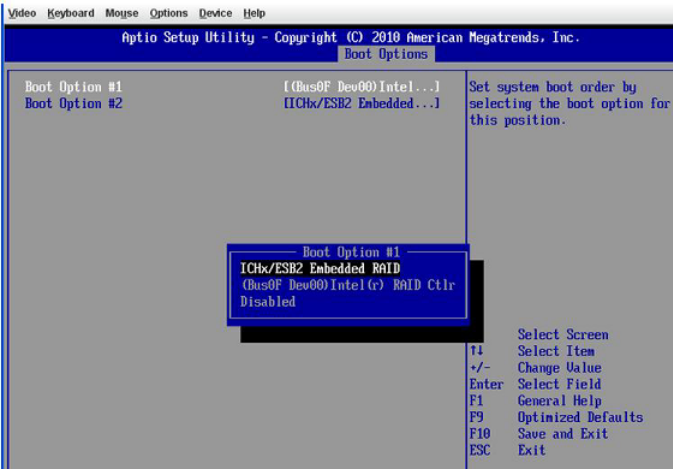 Video Keyboard Mouse Options Device Help
Aptio Setup Utility - Copyright (C) 2010 American Megatrends, Inc.
Boot Options
Boot Option #1 [(Bus0F Dev00)Intel...]
Boot Option #2 [ICHx/ESB2 Embedded...]
Set system boot order by
selecting the boot option for
this position.
Boot Option #1
ICHx/ESB2 Embedded RAID
(Bus0F Dev00)Intel(r) RAID Ctlr
Disabled
Select Screen
↑↓ Select Item
+/- Change Value
Enter Select Field
F1 General Help
F9 Optimized Defaults
F10 Save and Exit
ESC Exit